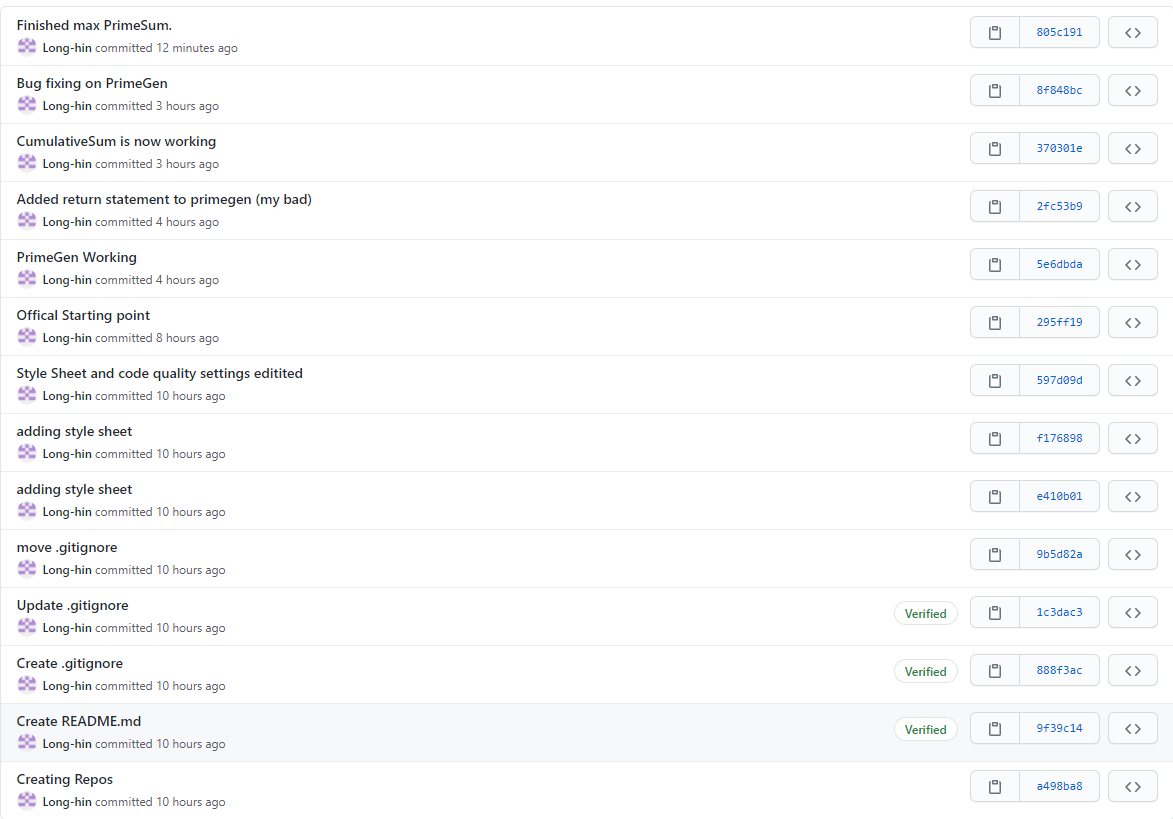 Finished max PrimeSum.
805c191
Long-hin committed 12 minutes ago
Bug fixing on PrimeGen
8f848bc
Long-hin committed 3 hours ago
CumulativeSum is now working
370301e
Long-hin committed 3 hours ago
Added return statement to primegen (my bad)
2fc53b9
Long-hin committed 4 hours ago
PrimeGen Working
5e6dbda
Long-hin committed 4 hours ago
Offical Starting point
295ff19
Long-hin committed 8 hours ago
Style Sheet and code quality settings editited
597d09d
Long-hin committed 10 hours ago
adding style sheet
f176898
Long-hin committed 10 hours ago
adding style sheet
e410b01
Long-hin committed 10 hours ago
move .gitignore
9b5d82a
Long-hin committed 10 hours ago
Update .gitignore
Verified 1c3dac3
Long-hin committed 10 hours ago
Create .gitignore
Verified 888f3ac
Long-hin committed 10 hours ago
Create README.md
Verified 9f39c14
Long-hin committed 10 hours ago
Creating Repos
a498ba8
Long-hin committed 10 hours ago